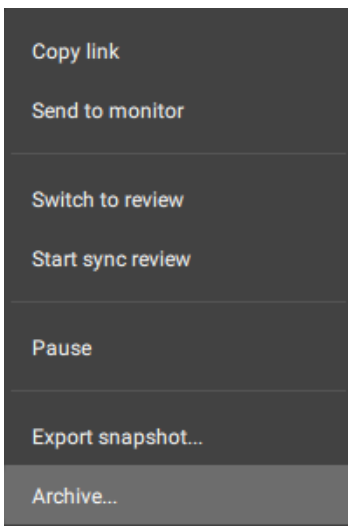 Copy link
Send to monitor
Switch to review
Start sync review
Pause
Export snapshot...
Archive...